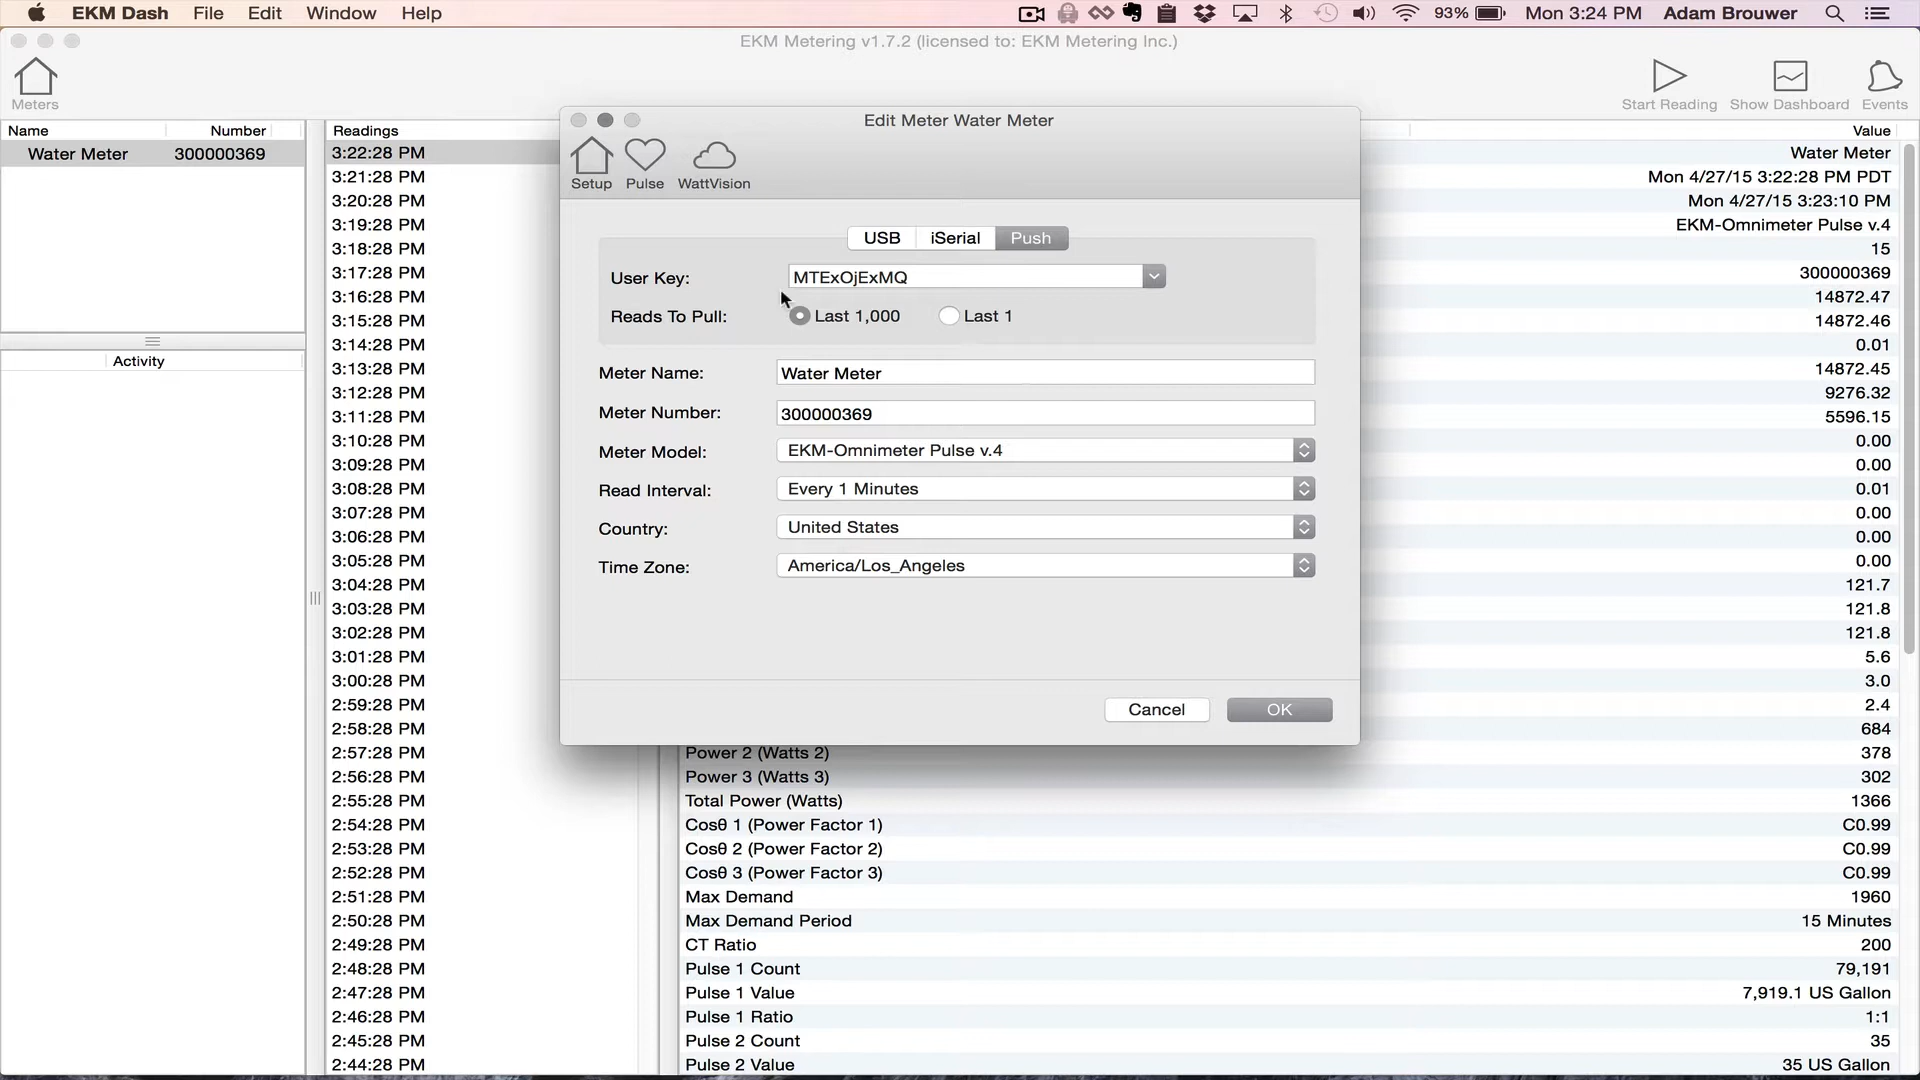 EKM Dash File Edit Window Help 93% Mon 3:24 PM Adam Brouwer
EKM Metering v1.7.2 (licensed to: EKM Metering Inc.)
Meters
Start Reading Show Dashboard Events
Name Number
Water Meter 300000369
Activity
Readings
3:22:28 PM
3:21:28 PM
3:20:28 PM
3:19:28 PM
3:18:28 PM
3:17:28 PM
3:16:28 PM
3:15:28 PM
3:14:28 PM
3:13:28 PM
3:12:28 PM
3:11:28 PM
3:10:28 PM
3:09:28 PM
3:08:28 PM
3:07:28 PM
3:06:28 PM
3:05:28 PM
3:04:28 PM
3:03:28 PM
3:02:28 PM
3:01:28 PM
3:00:28 PM
2:59:28 PM
2:58:28 PM
2:57:28 PM
2:56:28 PM
2:55:28 PM
2:54:28 PM
2:53:28 PM
2:52:28 PM
2:51:28 PM
2:50:28 PM
2:49:28 PM
2:48:28 PM
2:47:28 PM
2:46:28 PM
2:45:28 PM
2:44:28 PM
Edit Meter Water Meter
Setup Pulse WattVision
USB iSerial Push
User Key: MTExOjExMQ
Reads To Pull: Last 1,000 Last 1
Meter Name: Water Meter
Meter Number: 300000369
Meter Model: EKM-Omnimeter Pulse v.4
Read Interval: Every 1 Minutes
Country: United States
Time Zone: America/Los_Angeles
Cancel OK
Value
Water Meter
Mon 4/27/15 3:22:28 PM PDT
Mon 4/27/15 3:23:10 PM
EKM-Omnimeter Pulse v.4
15
300000369
14872.47
14872.46
0.01
14872.45
9276.32
5596.15
0.00
0.00
0.01
0.00
0.00
0.00
121.7
121.8
121.8
5.6
3.0
2.4
684
Power 2 (Watts 2) 378
Power 3 (Watts 3) 302
Total Power (Watts) 1366
Cosθ 1 (Power Factor 1) C0.99
Cosθ 2 (Power Factor 2) C0.99
Cosθ 3 (Power Factor 3) C0.99
Max Demand 1960
Max Demand Period 15 Minutes
CT Ratio 200
Pulse 1 Count 79,191
Pulse 1 Value 7,919.1 US Gallon
Pulse 1 Ratio 1:1
Pulse 2 Count 35
Pulse 2 Value 35 US Gallon